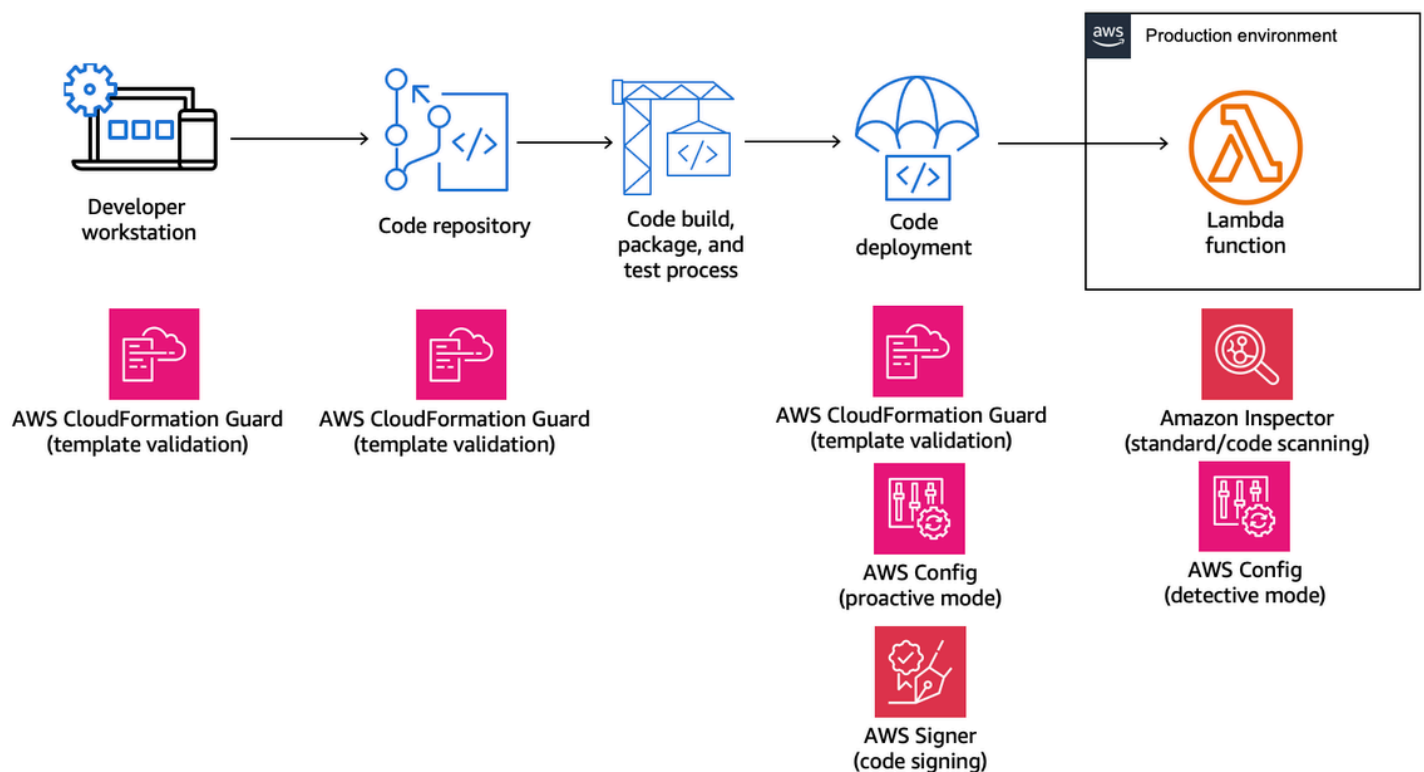 aws
Production environment
Developer
workstation
Code repository
Code build,
package, and
test process
Code
deployment
Lambda
function
AWS CloudFormation Guard
(template validation)
AWS CloudFormation Guard
(template validation)
AWS CloudFormation Guard
(template validation)
Amazon Inspector
(standard/code scanning)
AWS Config
(proactive mode)
AWS Config
(detective mode)
AWS Signer
(code signing)